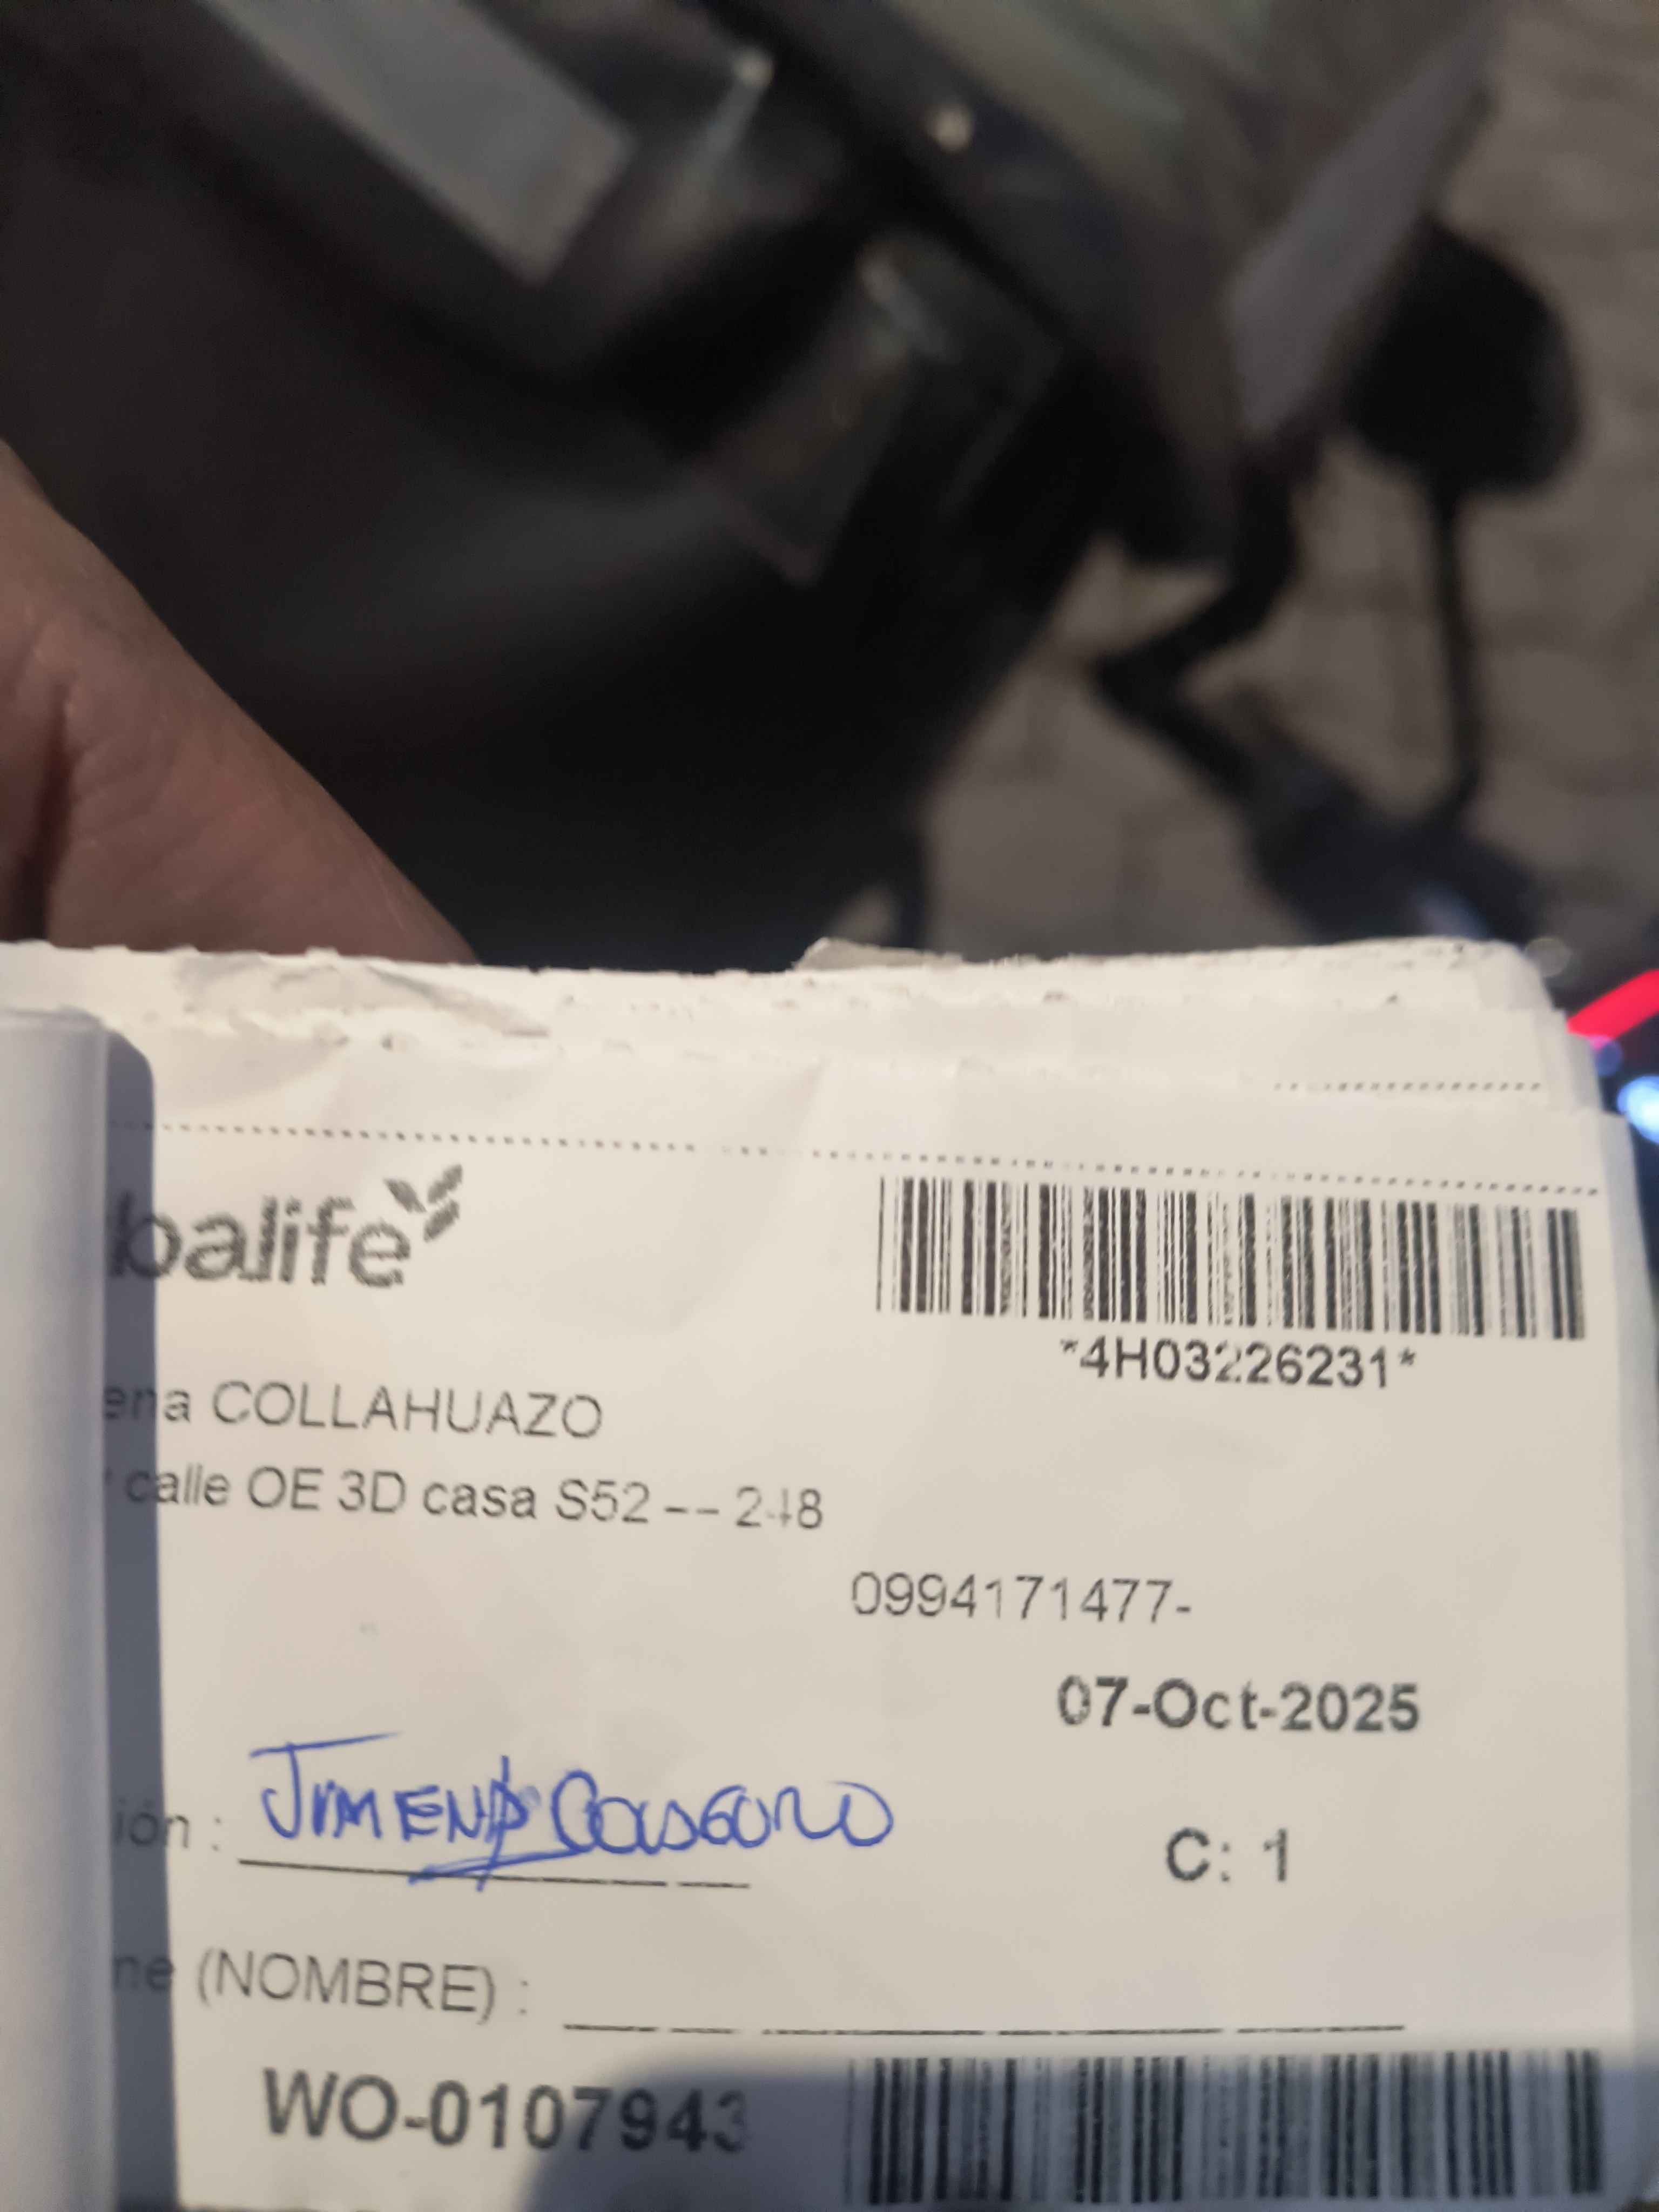 balife
*4H03226231*
ena COLLAHUAZO
calle OE 3D casa S52 -- 248
0994171477-
07-Oct-2025
ión : JIMENA
C: 1
ne (NOMBRE) :
WO-0107943